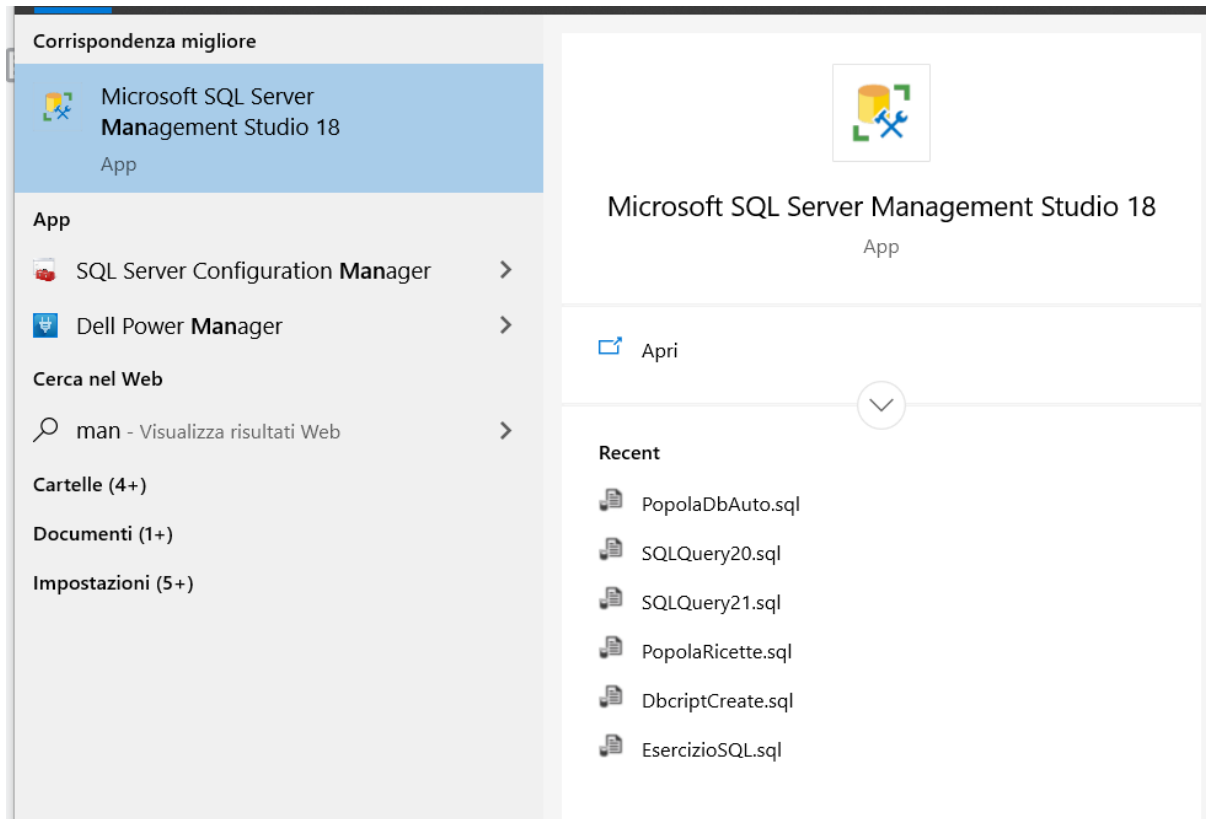 Corrispondenza migliore
Microsoft SQL Server
Management Studio 18
App
App
SQL Server Configuration Manager
Dell Power Manager
Cerca nel Web
man - Visualizza risultati Web
Cartelle (4+)
Documenti (1+)
Impostazioni (5+)
Microsoft SQL Server Management Studio 18
App
Apri
Recent
PopolaDbAuto.sql
SQLQuery20.sql
SQLQuery21.sql
PopolaRicette.sql
DbcriptCreate.sql
EsercizioSQL.sql